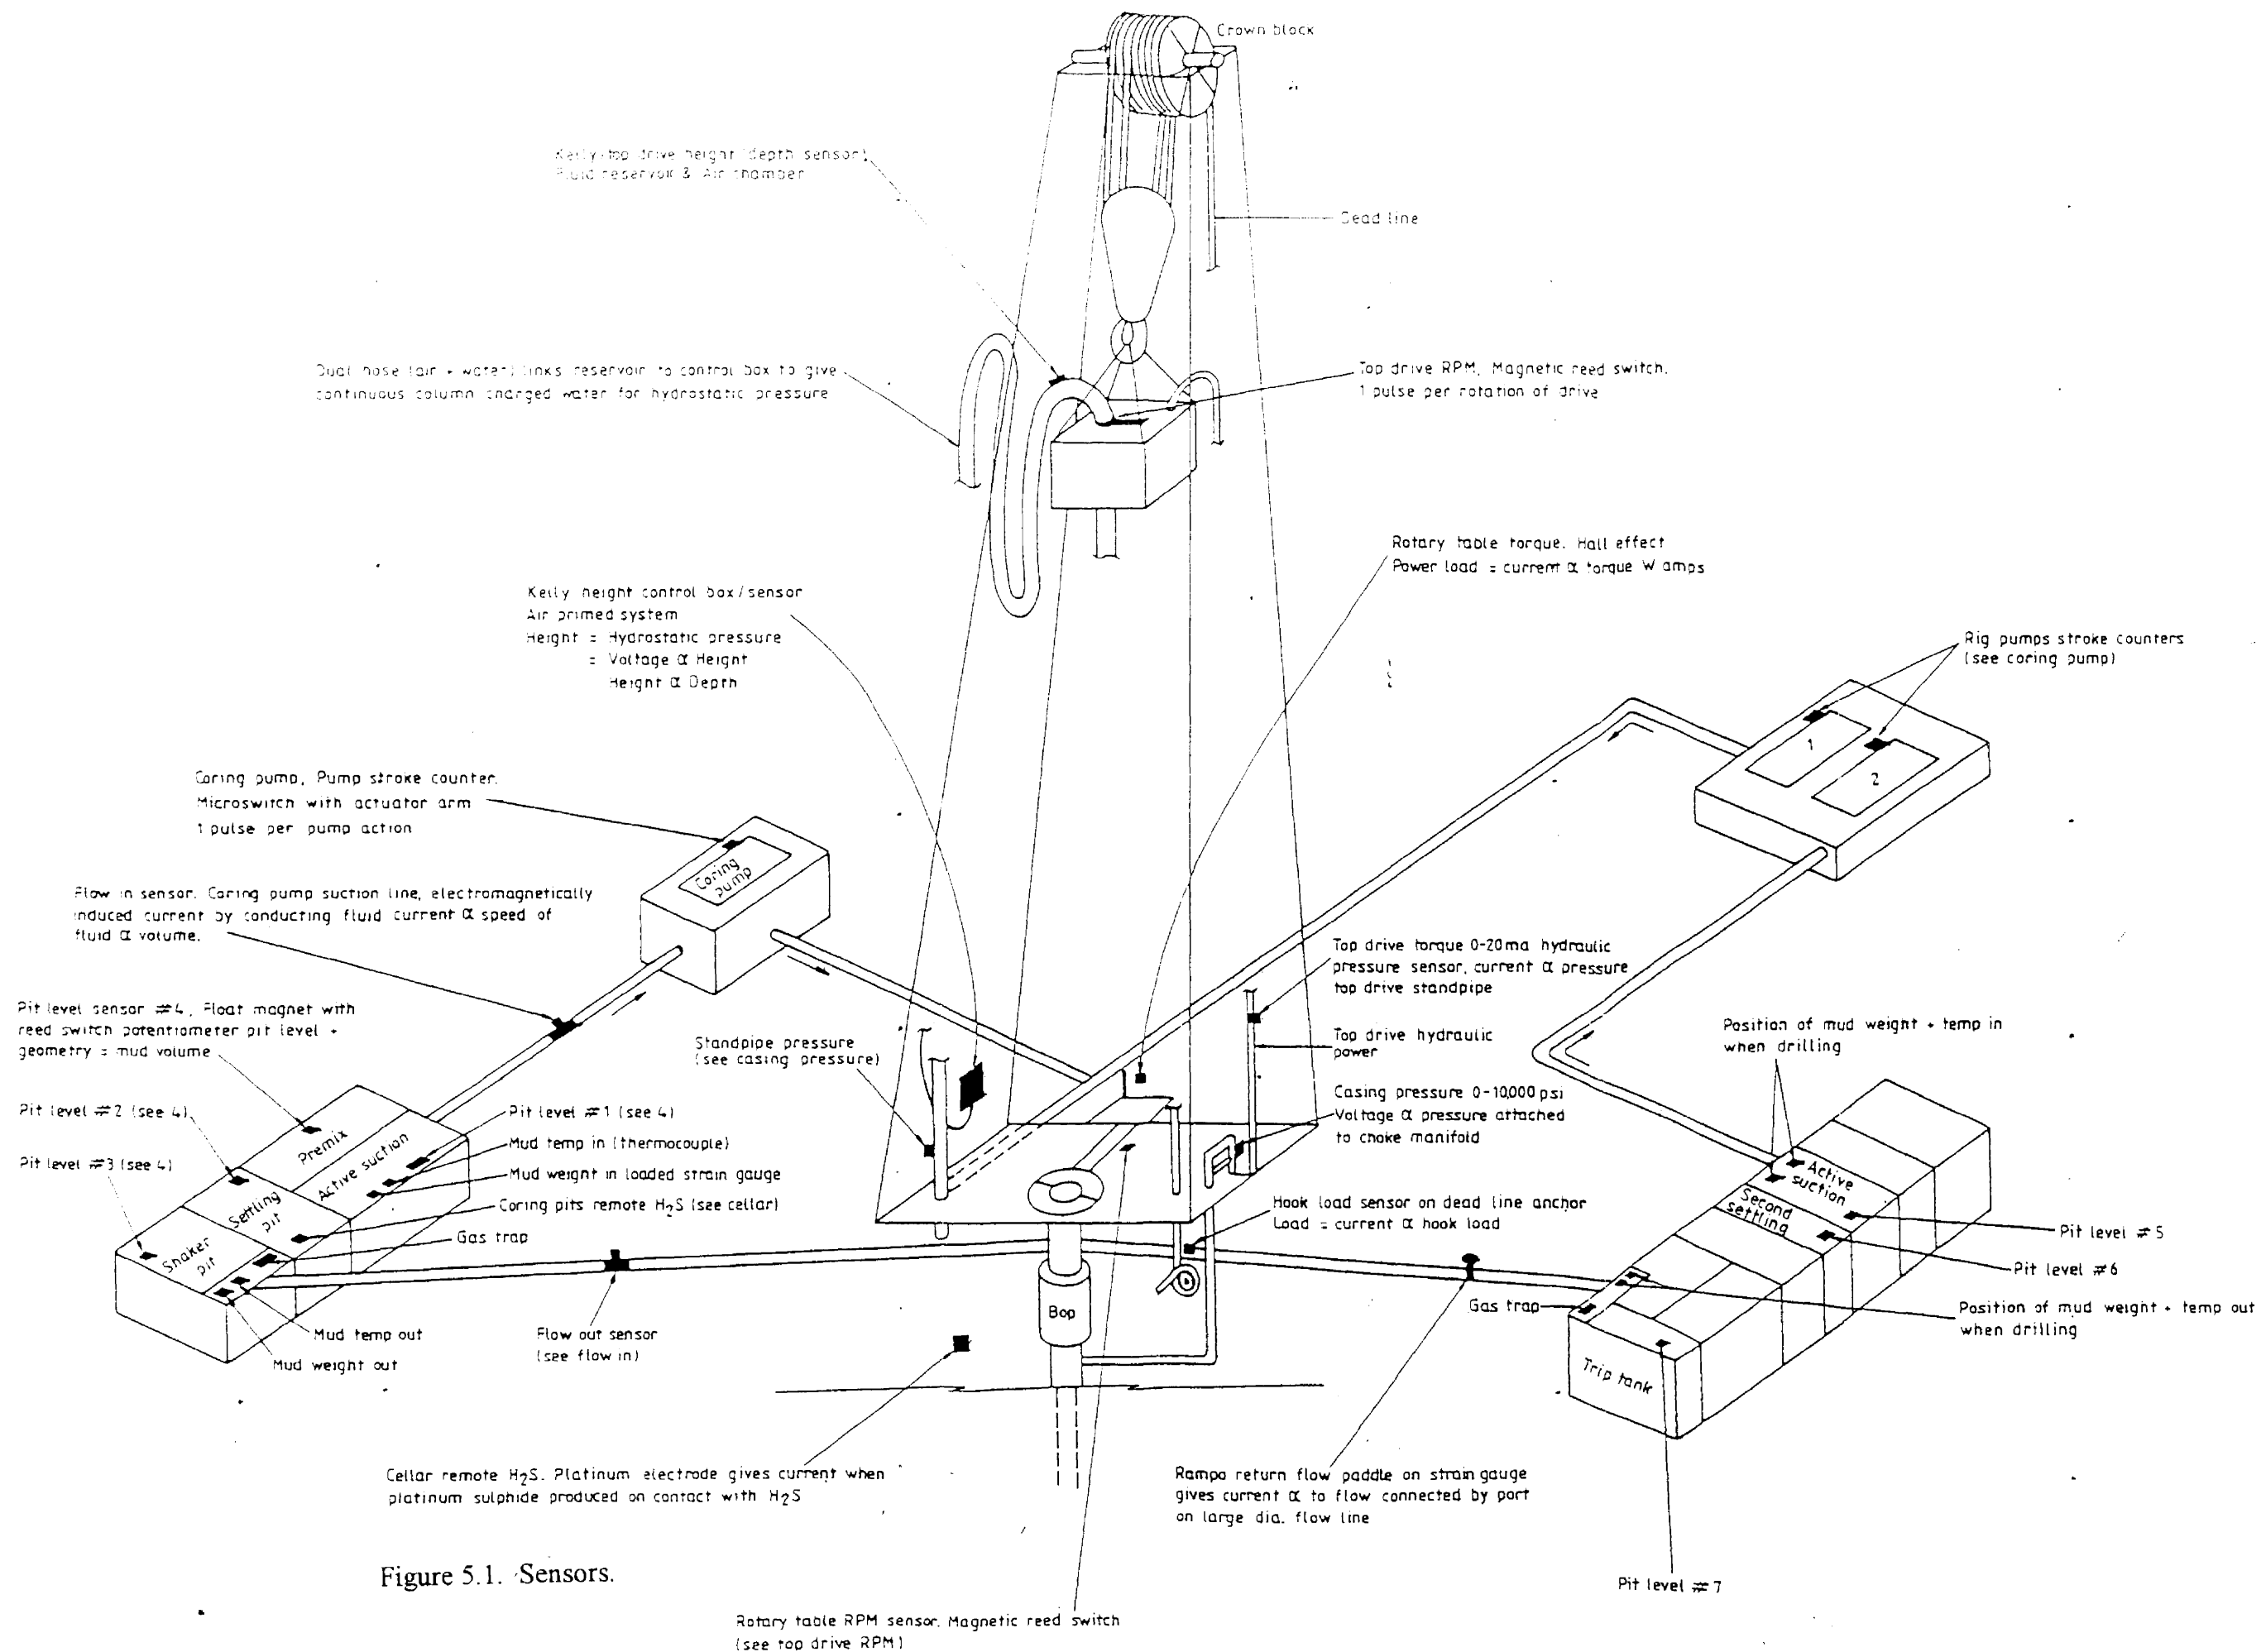 Crown block
Kelly-top drive height (depth sensor)
Fluid reservoir & Air chamber
Dead line
Dual hose (air + water) links reservoir to control box to give
continuous column charged water for hydrostatic pressure
Top drive RPM, Magnetic reed switch.
1 pulse per rotation of drive
Rotary table torque. Hall effect
Power load = current α torque W amps
Kelly height control box/sensor
Air primed system
Height = Hydrostatic pressure
= Voltage α Height
Height α Depth
Rig pumps stroke counters
(see coring pump)
1
2
Coring pump, Pump stroke counter.
Microswitch with actuator arm
1 pulse per pump action
Coring
pump
Flow in sensor. Coring pump suction line, electromagnetically
induced current by conducting fluid current α speed of
fluid α volume.
Top drive torque 0-20ma hydraulic
pressure sensor, current α pressure
top drive standpipe
Pit level sensor #4, Float magnet with
reed switch potentiometer pit level +
geometry = mud volume
Standpipe pressure
(see casing pressure)
Top drive hydraulic
power
Position of mud weight + temp in
when drilling
Casing pressure 0-10,000 psi
Voltage α pressure attached
to choke manifold
Pit level #2 (see 4)
Pit level #3 (see 4)
Premix
Active suction
Settling
pit
Shaker
pit
Pit level #1 (see 4)
Mud temp in (thermocouple)
Mud weight in loaded strain gauge
Coring pits remote H2S (see cellar)
Gas trap
Hook load sensor on dead line anchor
Load = current α hook load
Active
suction
Second
settling
Pit level #5
Pit level #6
Gas trap
Position of mud weight + temp out
when drilling
Mud temp out
Mud weight out
Flow out sensor
(see flow in)
Bop
Trip tank
Cellar remote H2S. Platinum electrode gives current when
platinum sulphide produced on contact with H2S
Rampo return flow paddle on strain gauge
gives current α to flow connected by port
on large dia. flow line
Figure 5.1. Sensors.
Pit level #7
Rotary table RPM sensor. Magnetic reed switch
(see top drive RPM)